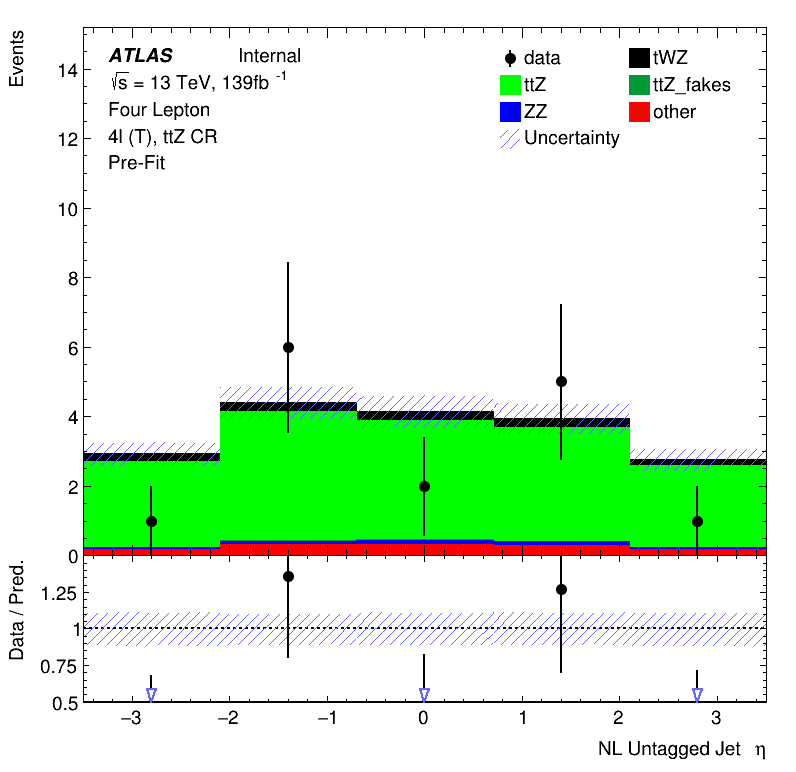 Events
ATLAS Internal
√s = 13 TeV, 139fb -1
Four Lepton
4l (T), ttZ CR
Pre-Fit
data
tWZ
ttZ
ttZ_fakes
ZZ
other
Uncertainty
14
12
10
8
6
4
2
0
Data / Pred.
1.25
1
0.75
0.5
−3 −2 −1 0 1 2 3
NL Untagged Jet η